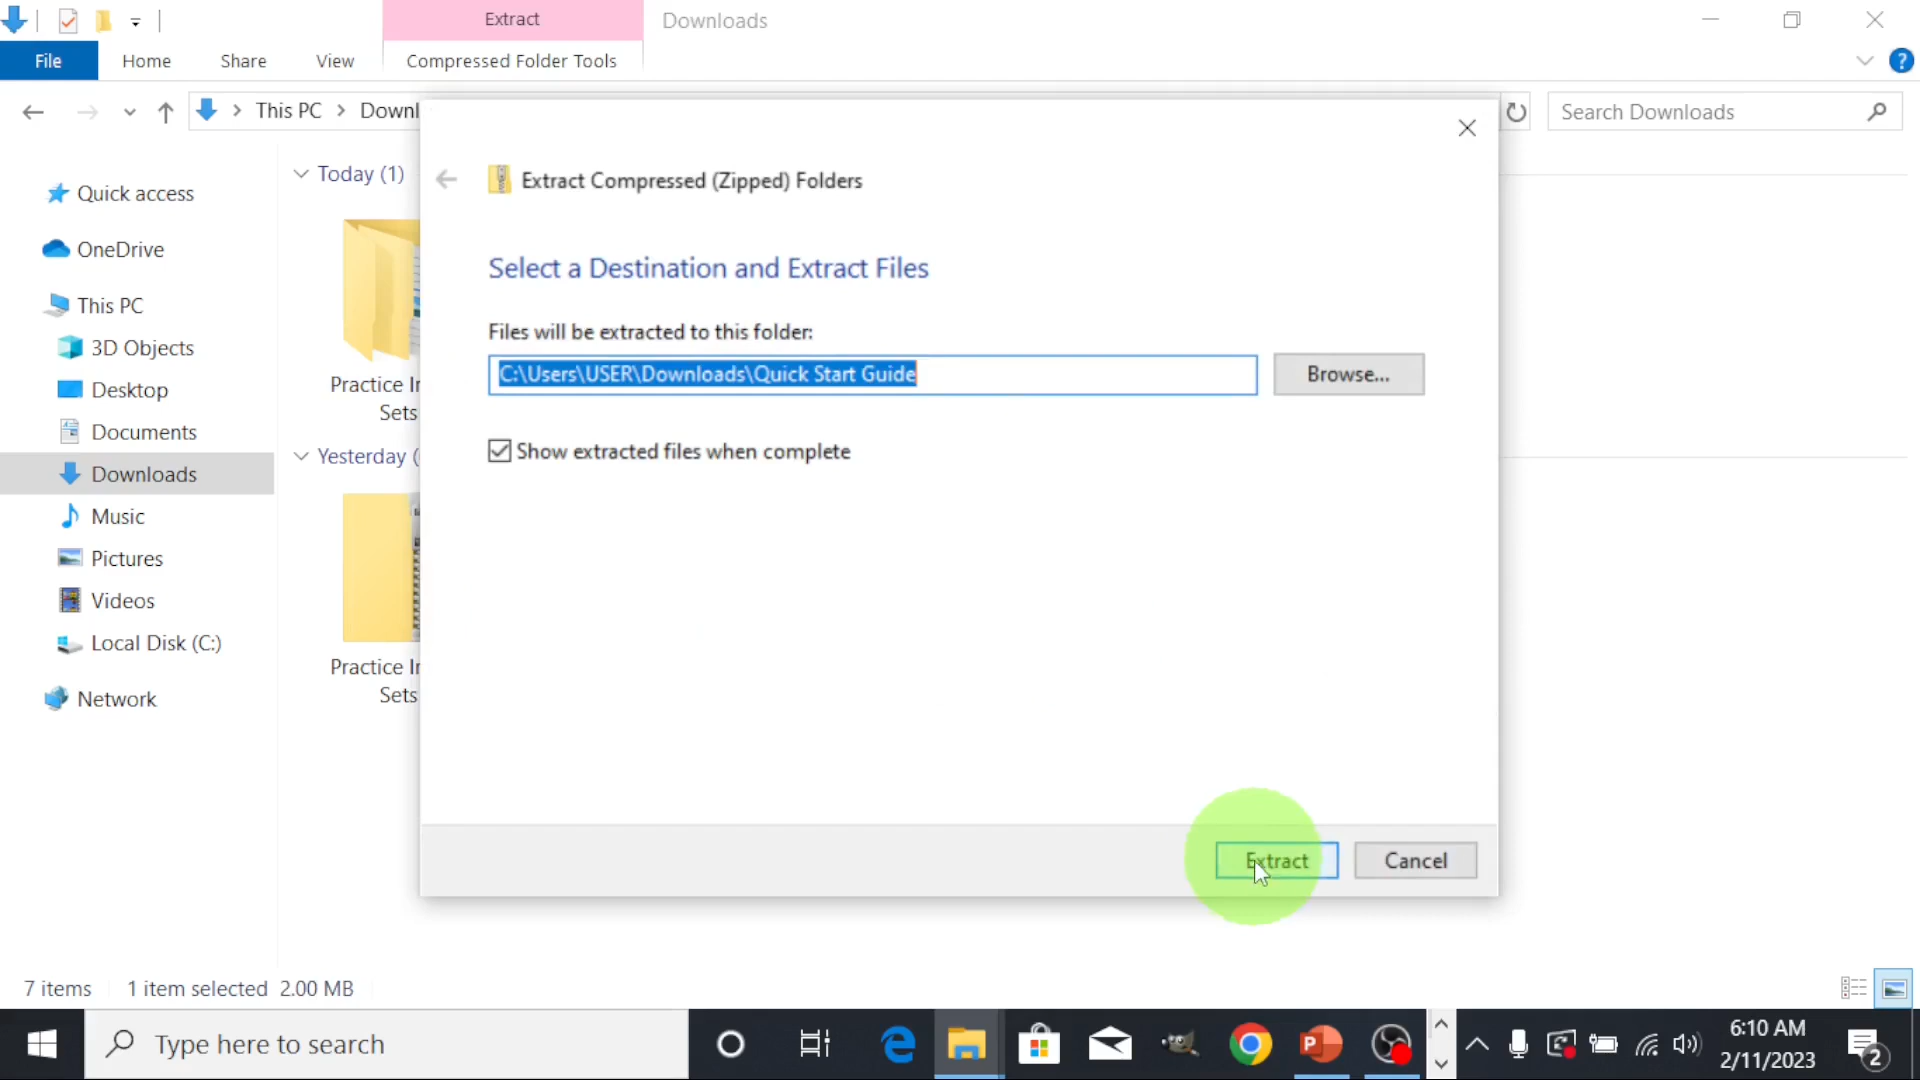 Extract
Downloads
File
Home
Share
View
Compressed Folder Tools
This PC
Downl
Search Downloads
Extract Compressed (Zipped) Folders
Select a Destination and Extract Files
Files will be extracted to this folder:
C:\Users\USER\Downloads\Quick Start Guide
Browse...
Show extracted files when complete
Extract
Cancel
Quick access
OneDrive
This PC
3D Objects
Desktop
Documents
Downloads
Music
Pictures
Videos
Local Disk (C:)
Network
Today (1)
Practice
Sets
Yesterday (
Practice
Sets
7 items
1 item selected 2.00 MB
Type here to search
6:10 AM
2/11/2023
2